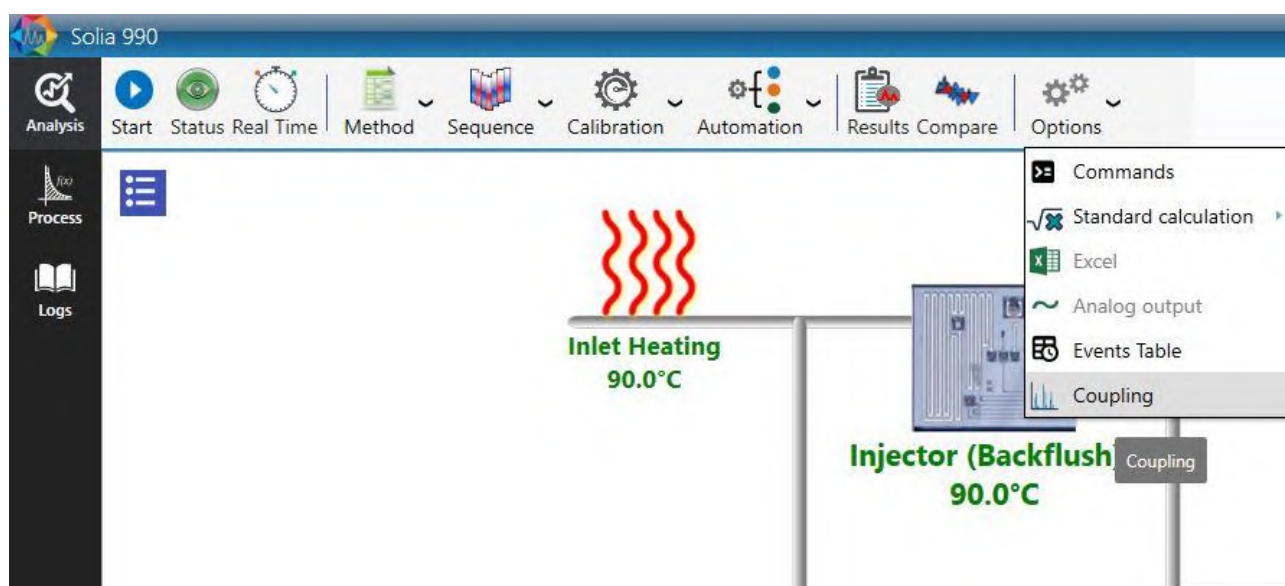 Solia 990
Analysis
Start Status Real Time Method Sequence Calibration Automation Results Compare Options
Process
Logs
Commands
Standard calculation
Excel
Analog output
Events Table
Coupling
Inlet Heating
90.0°C
Injector (Backflush)
90.0°C
Coupling